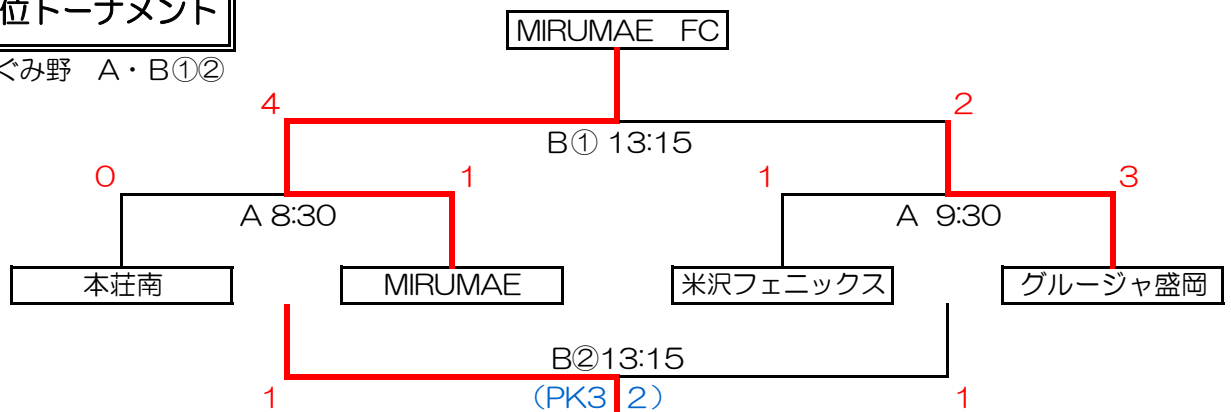 位トーナメント
MIRUMAE FC
ぐみ野 A・B①②
4
2
B① 13:15
0
1
1
3
A 8:30
A 9:30
本荘南
MIRUMAE
米沢フェニックス
グルージャ盛岡
B②13:15
1
（PK3 2）
1